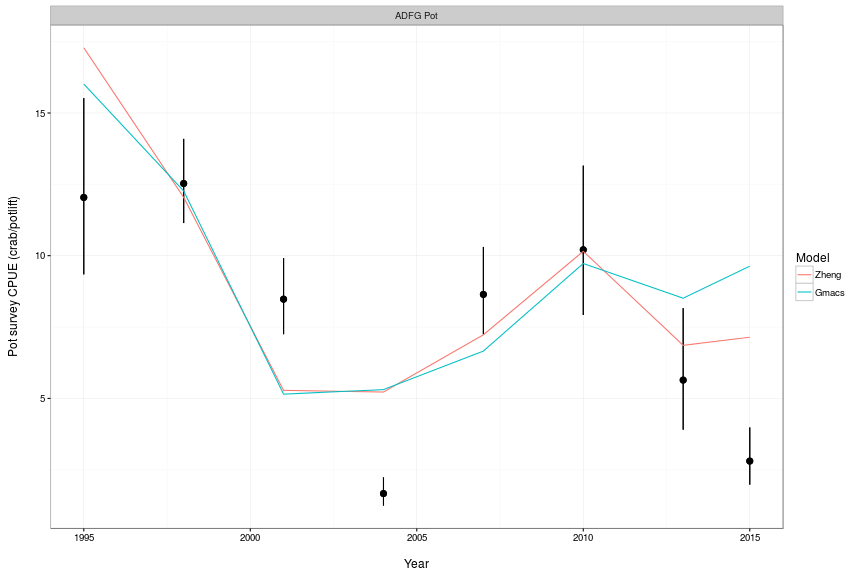 ADFG Pot
Pot survey CPUE (crab/potlift)
15
10
5
1995
2000
2005
2010
2015
Year
Model
Zheng
Gmacs